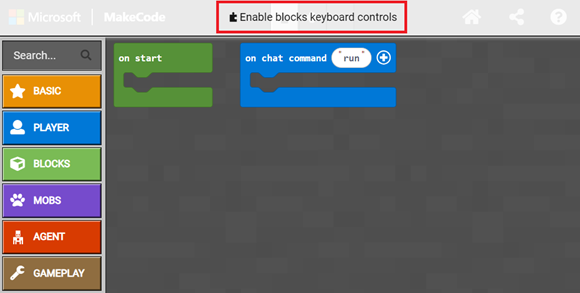 Microsoft | MakeCode
Enable blocks keyboard controls
Search...
BASIC
PLAYER
BLOCKS
MOBS
AGENT
GAMEPLAY
on start
on chat command "run"